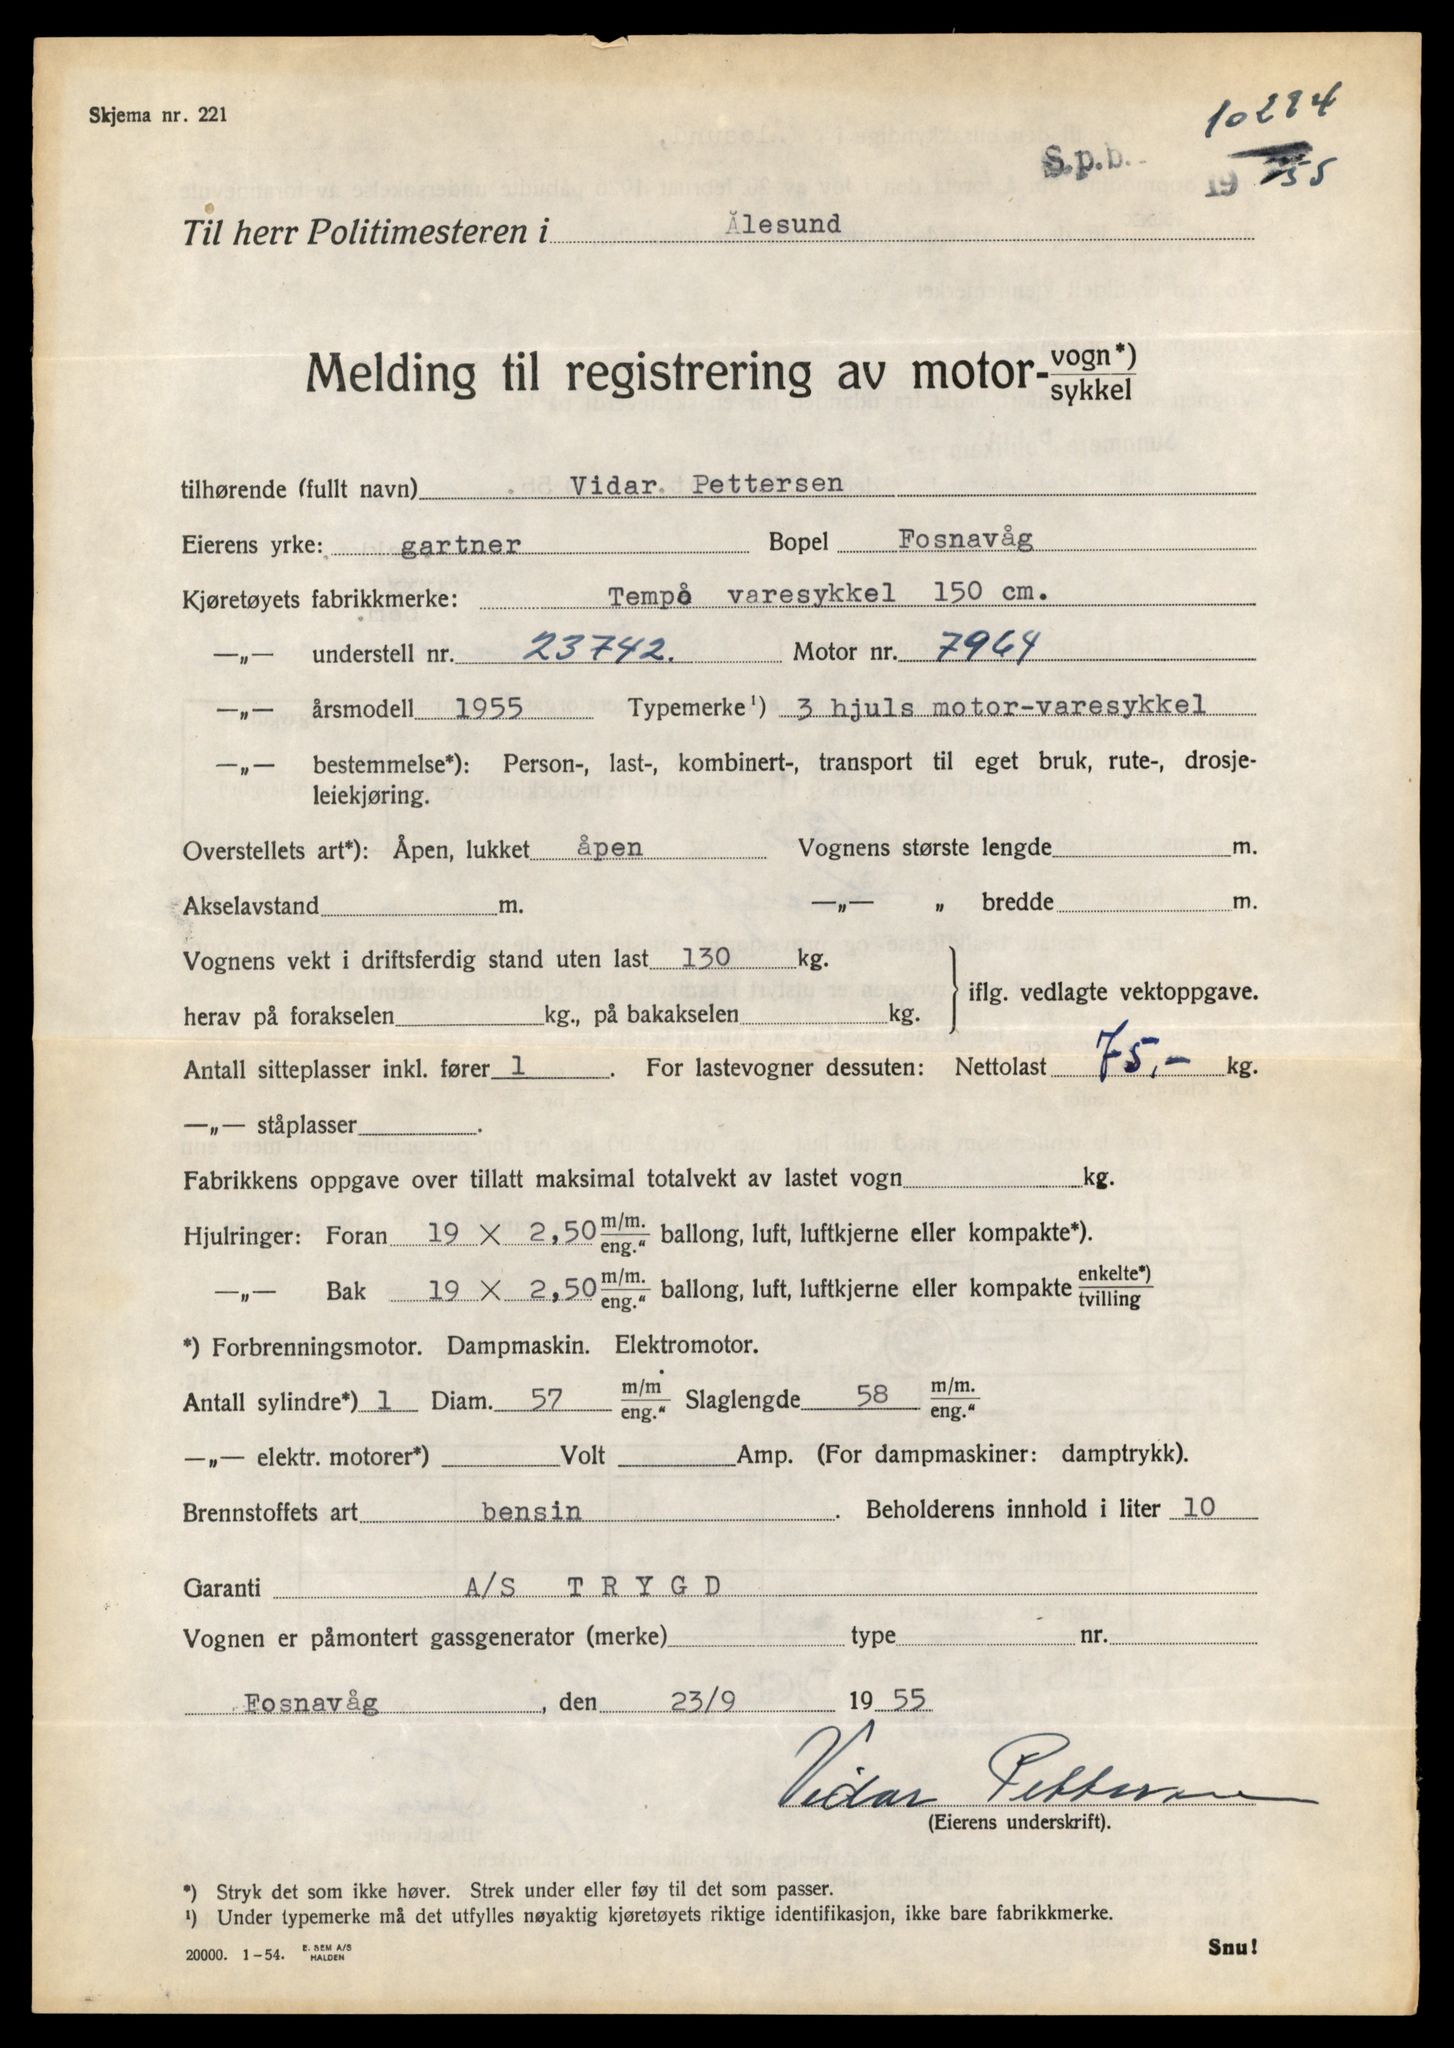 Skjema nr. 221
10284
S.p.b.
19 55
Til herr Politimesteren i Ålesund
Melding til registrering av motor- vogn*) / sykkel
tilhørende (fullt navn) Vidar Pettersen
Eierens yrke: gartner Bopel Fosnavåg
Kjøretøyets fabrikkmerke: Tempo varesykkel 150 cm.
—„— understell nr. 23742. Motor nr. 7964
—„— årsmodell 1955 Typemerke¹) 3 hjuls motor-varesykkel
—„— bestemmelse*): Person-, last-, kombinert-, transport til eget bruk, rute-, drosje-
leiekjøring.
Overstellets art*): Åpen, lukket åpen Vognens største lengde m.
Akselavstand m. —„— „ bredde m.
Vognens vekt i driftsferdig stand uten last 130 kg.
iflg. vedlagte vektoppgave.
herav på forakselen kg., på bakakselen kg.
Antall sitteplasser inkl. fører 1 . For lastevogner dessuten: Nettolast 75,- kg.
—„— ståplasser .
Fabrikkens oppgave over tillatt maksimal totalvekt av lastet vogn kg.
Hjulringer: Foran 19 X 2,50 m/m. / eng.“ ballong, luft, luftkjerne eller kompakte*).
—„— Bak 19 X 2,50 m/m. / eng.“ ballong, luft, luftkjerne eller kompakte enkelte*) / tvilling
*) Forbrenningsmotor. Dampmaskin. Elektromotor.
Antall sylindre*) 1 Diam. 57 m/m / eng.“ Slaglengde 58 m/m. / eng.“
—„— elektr. motorer*) Volt Amp. (For dampmaskiner: damptrykk).
Brennstoffets art bensin . Beholderens innhold i liter 10
Garanti A/S T R Y G D
Vognen er påmontert gassgenerator (merke) type nr.
Fosnavåg , den 23/9 19 55
Vidar Pettersen
(Eierens underskrift).
*) Stryk det som ikke høver. Strek under eller føy til det som passer.
¹) Under typemerke må det utfylles nøyaktig kjøretøyets riktige identifikasjon, ikke bare fabrikkmerke.
20000. 1-54. E. SEM A/S HALDEN
Snu!